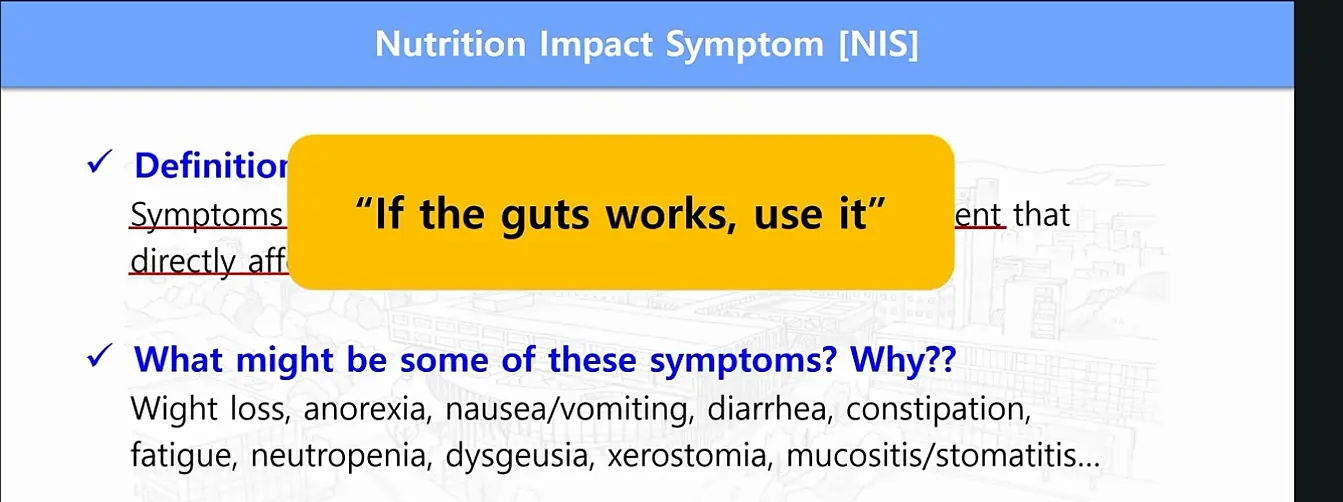 Nutrition Impact Symptom [NIS]
✓ Definition
“If the guts works, use it”
Symptoms ent that
directly aff
✓ What might be some of these symptoms? Why??
Wight loss, anorexia, nausea/vomiting, diarrhea, constipation,
fatigue, neutropenia, dysgeusia, xerostomia, mucositis/stomatitis...